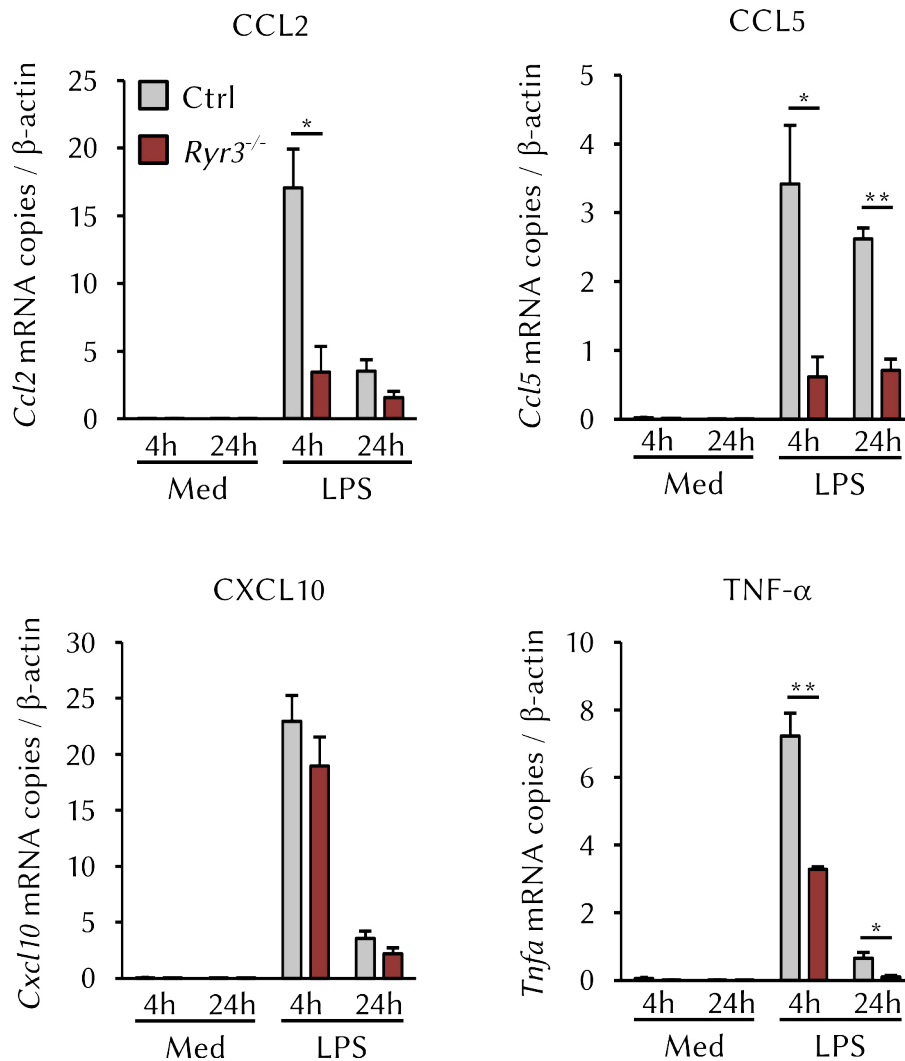 CCL2
Ccl2 mRNA copies / β-actin
25
20
15
10
5
0
Ctrl
Ryr3-/-
*
4h 24h 4h 24h
Med LPS
CCL5
Ccl5 mRNA copies / β-actin
5
4
3
2
1
0
*
**
4h 24h 4h 24h
Med LPS
CXCL10
Cxcl10 mRNA copies / β-actin
30
25
20
15
10
5
0
4h 24h 4h 24h
Med LPS
TNF-α
Tnfa mRNA copies / β-actin
10
8
6
4
2
0
**
*
4h 24h 4h 24h
Med LPS